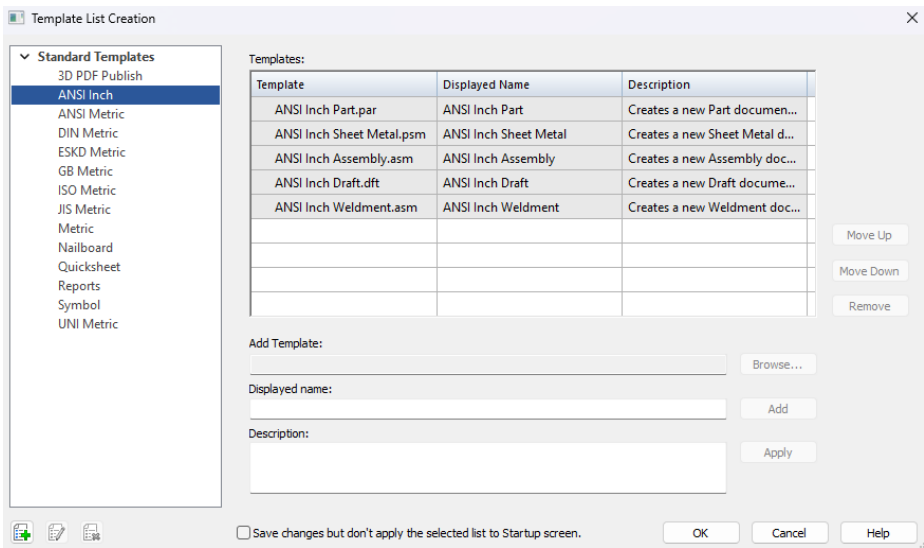 Template List Creation
Standard Templates
3D PDF Publish
ANSI Inch
ANSI Metric
DIN Metric
ESKD Metric
GB Metric
ISO Metric
JIS Metric
Metric
Nailboard
Quicksheet
Reports
Symbol
UNI Metric
Templates:
Template Displayed Name Description
ANSI Inch Part.par ANSI Inch Part Creates a new Part documen...
ANSI Inch Sheet Metal.psm ANSI Inch Sheet Metal Creates a new Sheet Metal d...
ANSI Inch Assembly.asm ANSI Inch Assembly Creates a new Assembly doc...
ANSI Inch Draft.dft ANSI Inch Draft Creates a new Draft docume...
ANSI Inch Weldment.asm ANSI Inch Weldment Creates a new Weldment doc...
Move Up
Move Down
Remove
Add Template:
Browse...
Displayed name:
Add
Description:
Apply
Save changes but don't apply the selected list to Startup screen.
OK Cancel Help